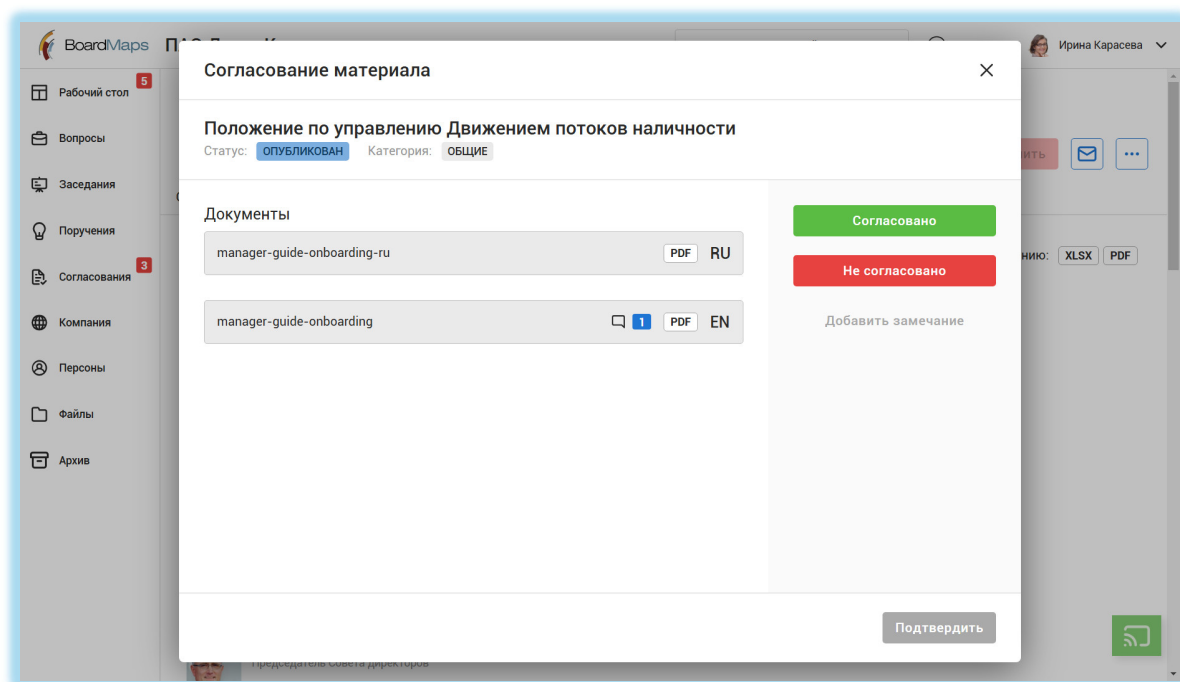 BoardMaps
Ирина Карасева
Рабочий стол
5
Вопросы
Заседания
Поручения
Согласования
3
Компания
Персоны
Файлы
Архив
Согласование материала
Положение по управлению Движением потоков наличности
Статус: ОПУБЛИКОВАН Категория: ОБЩИЕ
Документы
manager-guide-onboarding-ru PDF RU
manager-guide-onboarding 1 PDF EN
Согласовано
Не согласовано
Добавить замечание
Подтвердить
XLSX PDF
Председатель Совета директоров